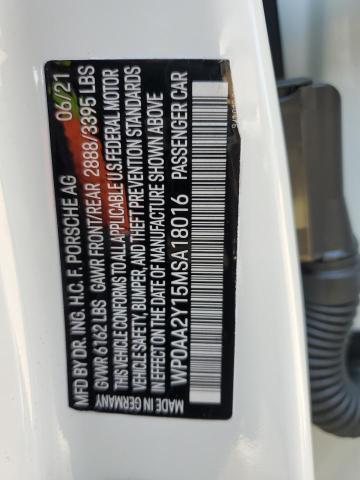 MFD BY DR. ING. H.C. F. PORSCHE AG 06/21
GVWR 6162 LBS GAWR FRONT/REAR 2888/3395 LBS
THIS VEHICLE CONFORMS TO ALL APPLICABLE U.S. FEDERAL MOTOR
VEHICLE SAFETY, BUMPER, AND THEFT PREVENTION STANDARDS
IN EFFECT ON THE DATE OF MANUFACTURE SHOWN ABOVE
WP0AA2Y15MSA18016 PASSENGER CAR
MADE IN GERMANY